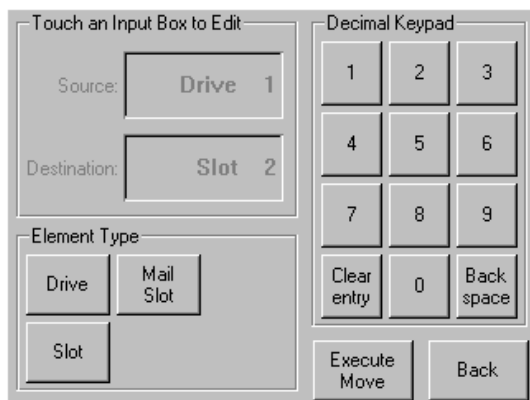 Touch an Input Box to Edit
Source: Drive 1
Destination: Slot 2
Element Type
Drive
Mail
Slot
Slot
Decimal Keypad
1 2 3
4 5 6
7 8 9
Clear
entry
0
Back
space
Execute
Move
Back